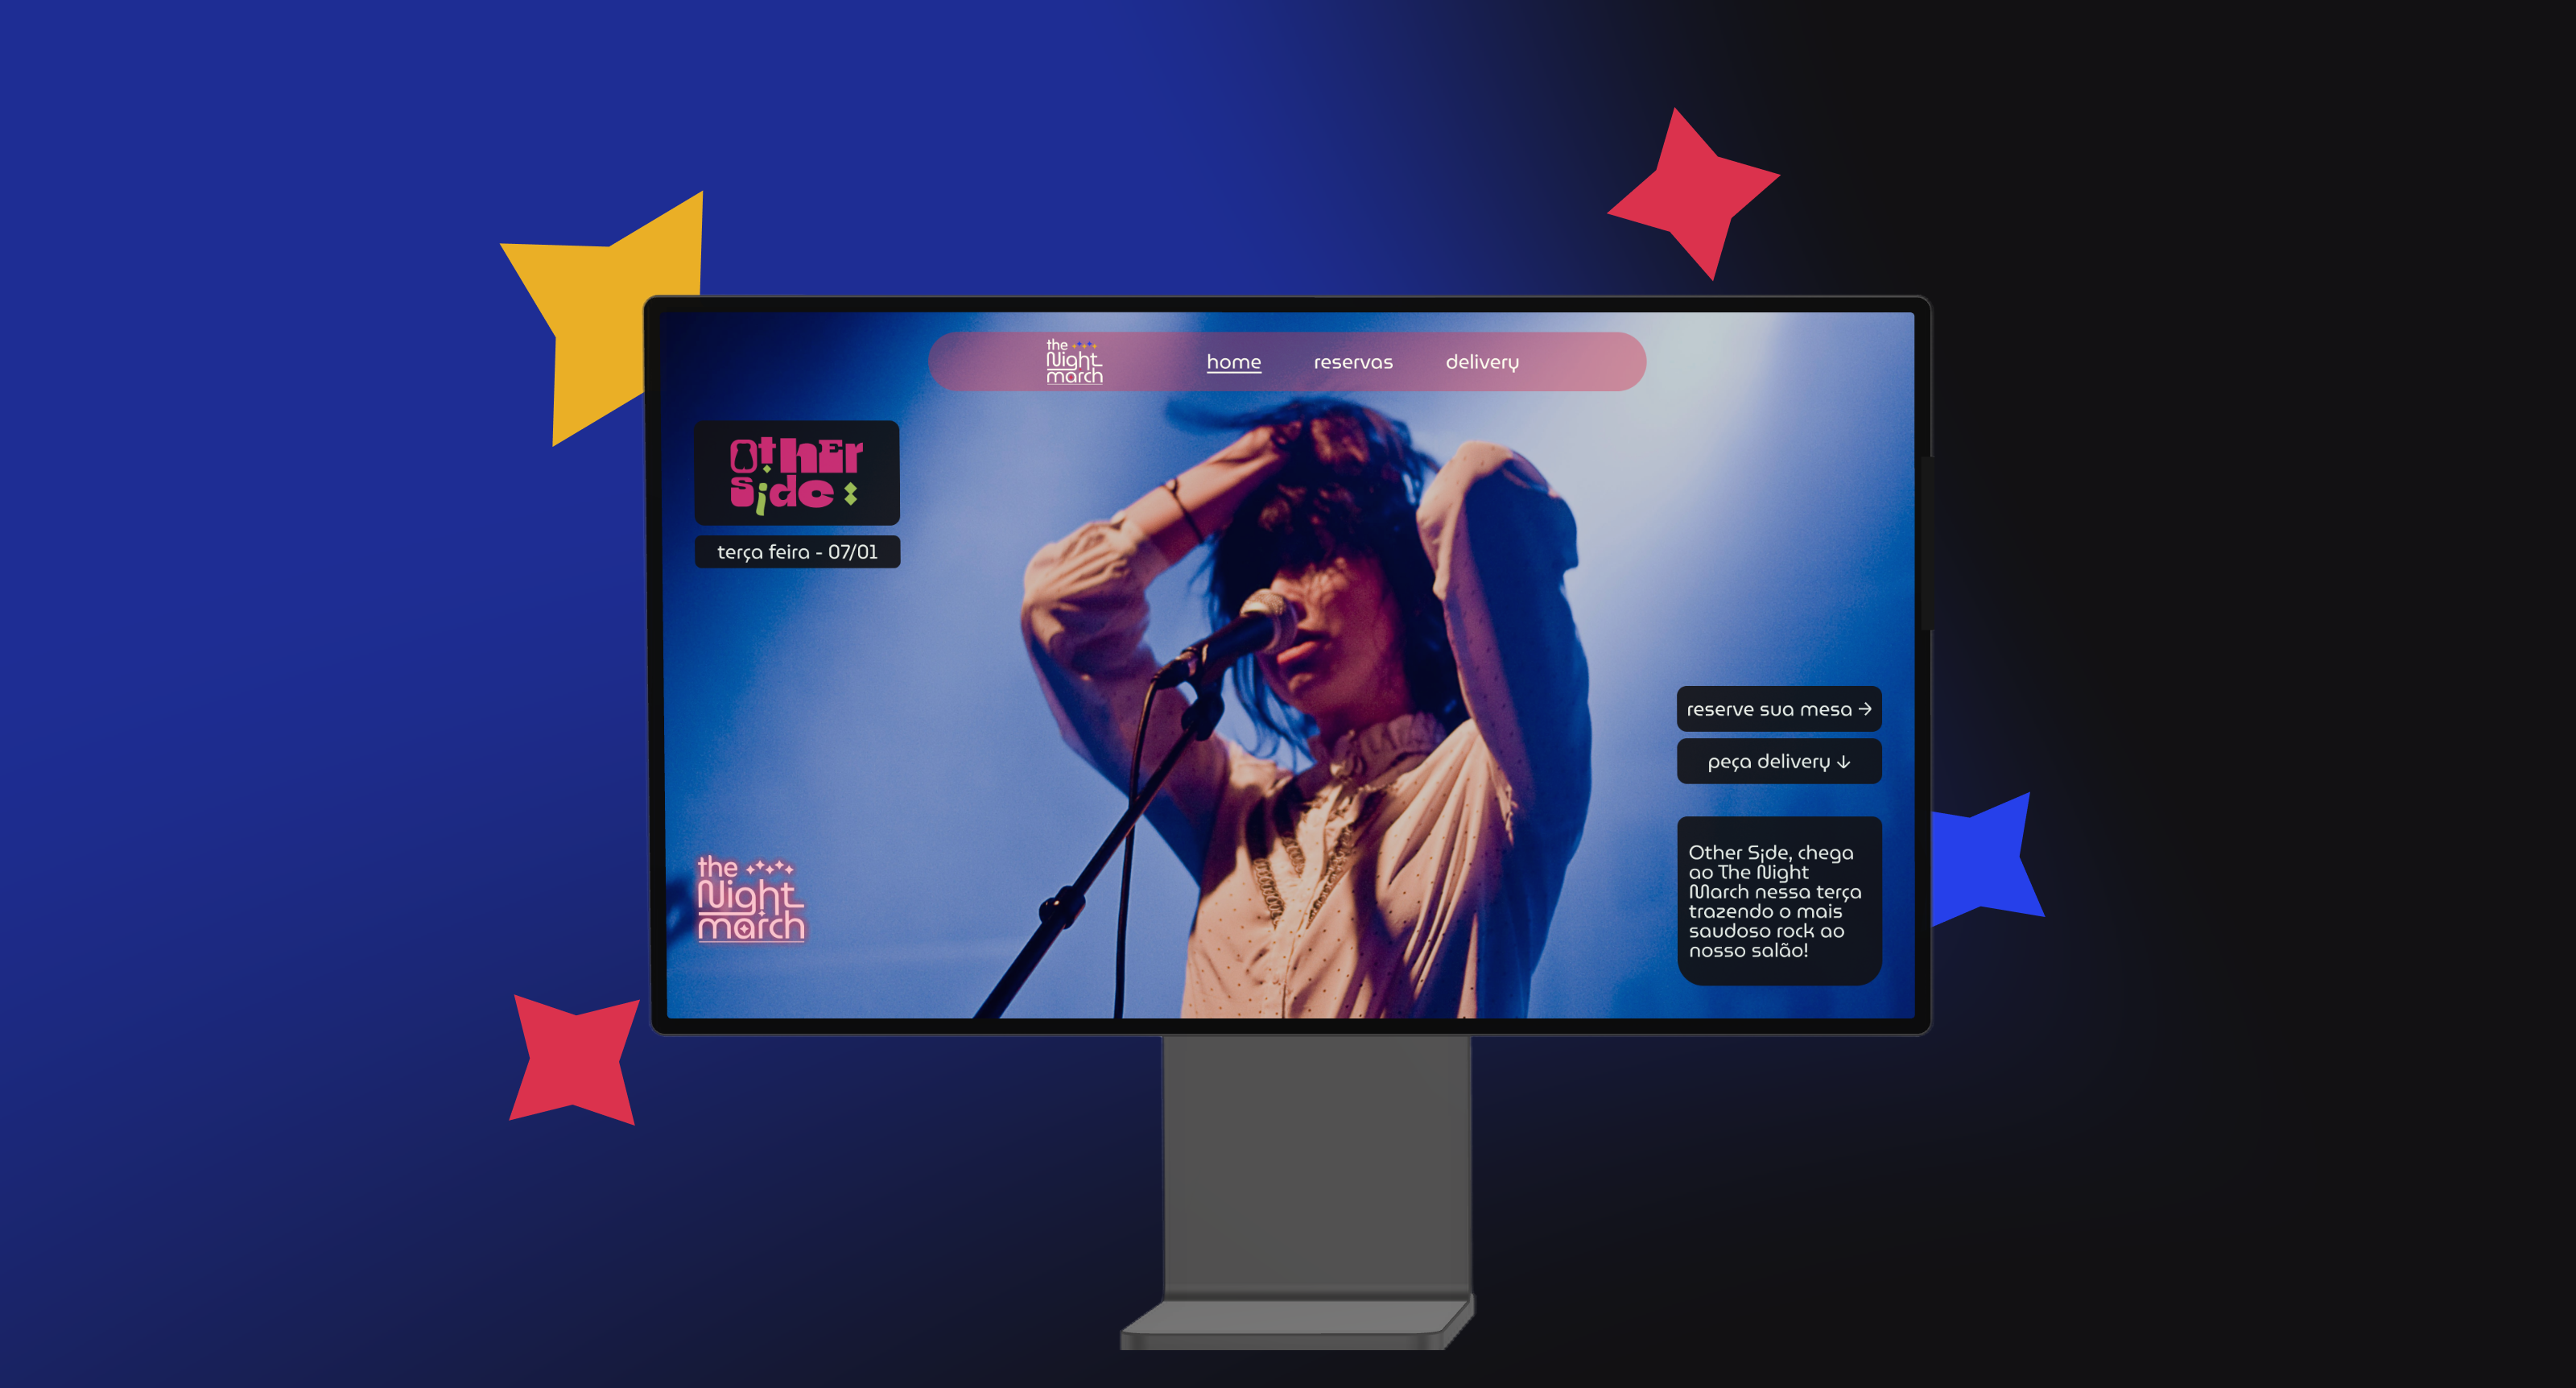 the
Night
march
home
reservas
delivery
Other
Side
terça feira - 07/01
reserve sua mesa →
peça delivery ↓
Other Side, chega
ao The Night
March nessa terça
trazendo o mais
saudoso rock ao
nosso salão!
the
Night
march